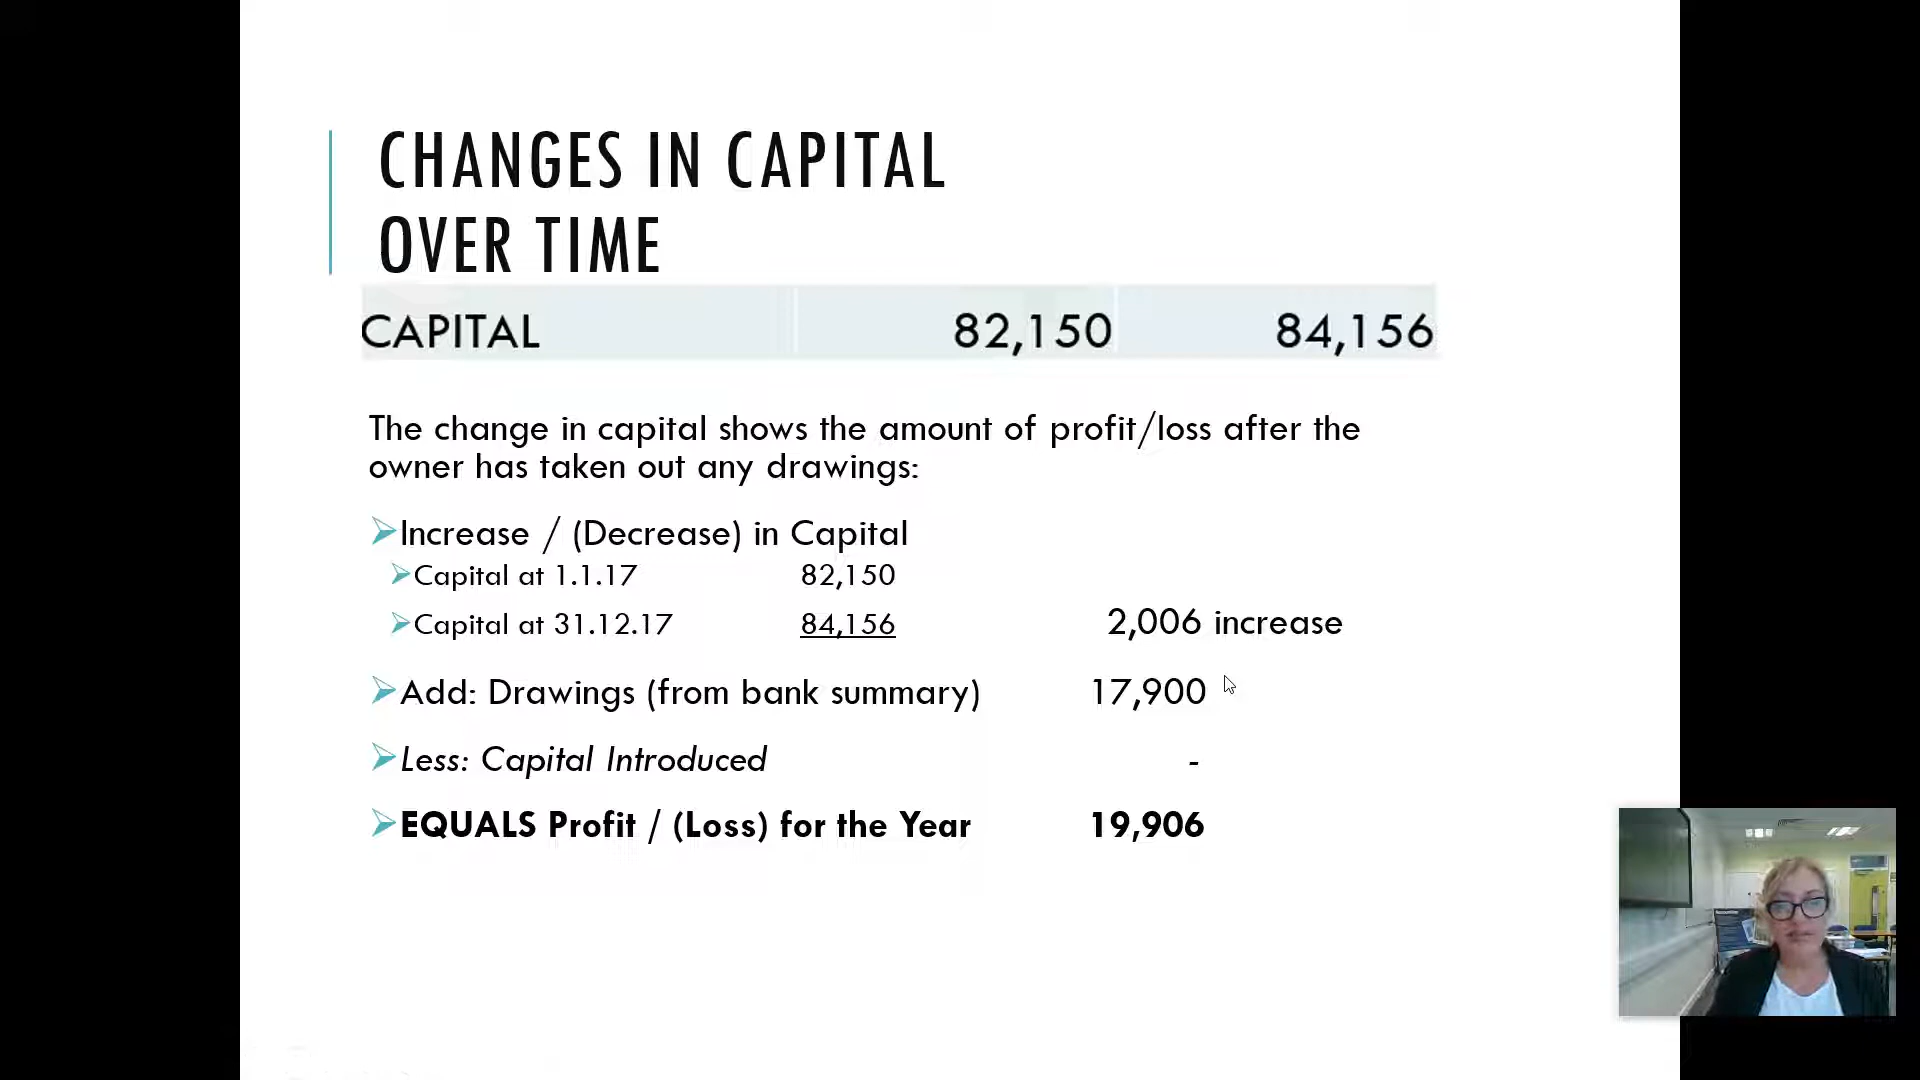 CHANGES IN CAPITAL
OVER TIME
CAPITAL 82,150 84,156
The change in capital shows the amount of profit/loss after the
owner has taken out any drawings:
Increase / (Decrease) in Capital
Capital at 1.1.17 82,150
Capital at 31.12.17 84,156 2,006 increase
Add: Drawings (from bank summary) 17,900
Less: Capital Introduced -
EQUALS Profit / (Loss) for the Year 19,906